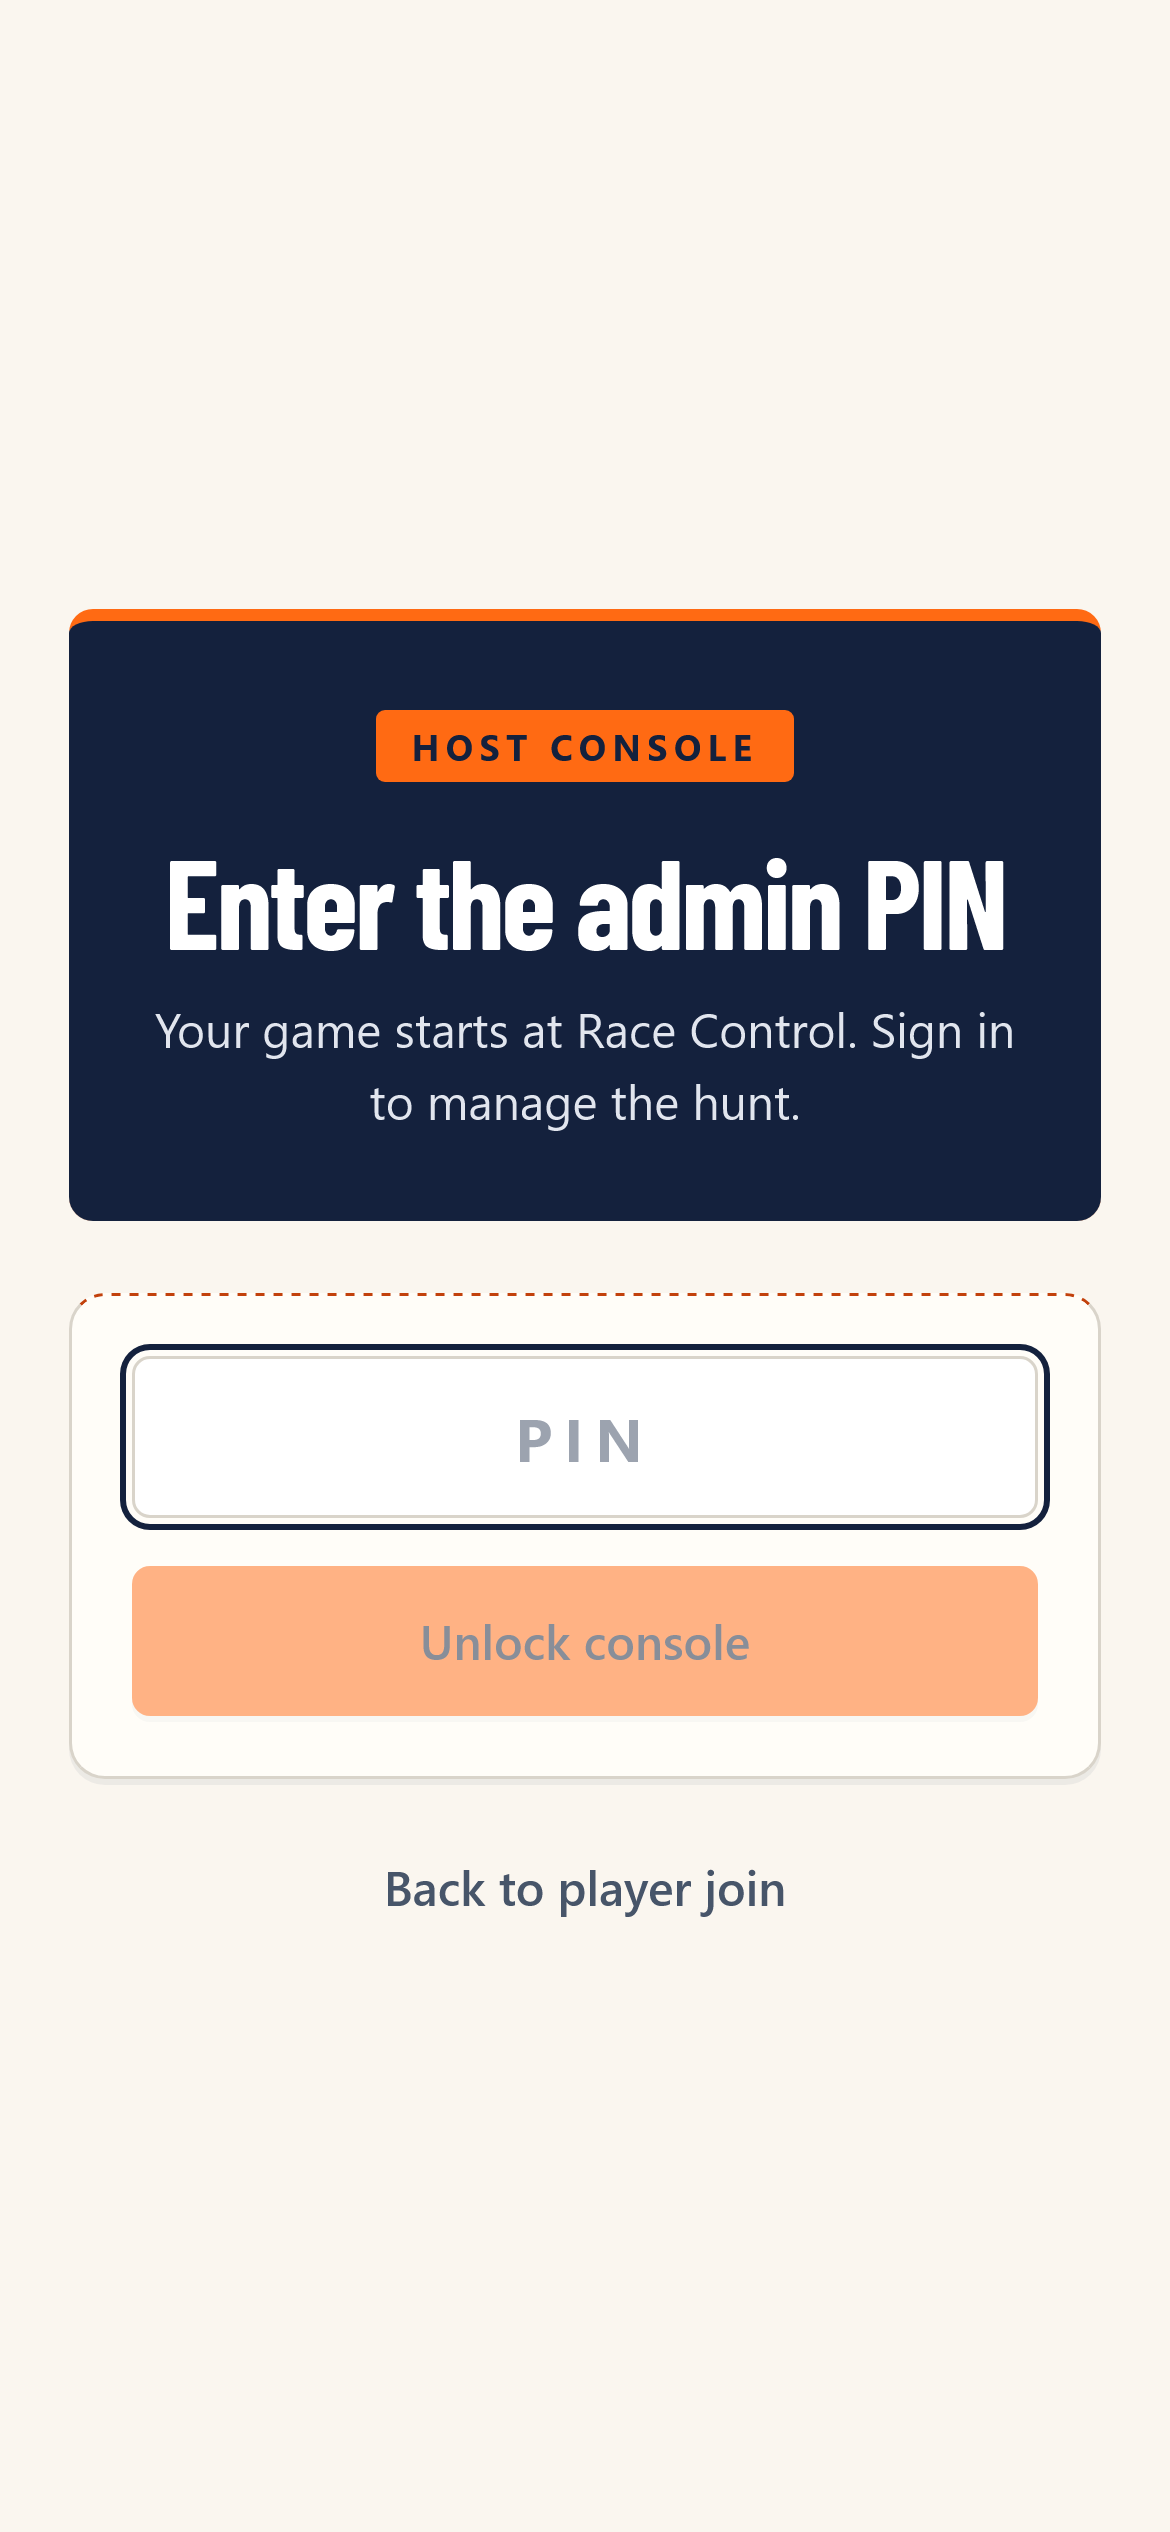 HOST CONSOLE
Enter the admin PIN
Your game starts at Race Control. Sign in
to manage the hunt.
PIN
Unlock console
Back to player join